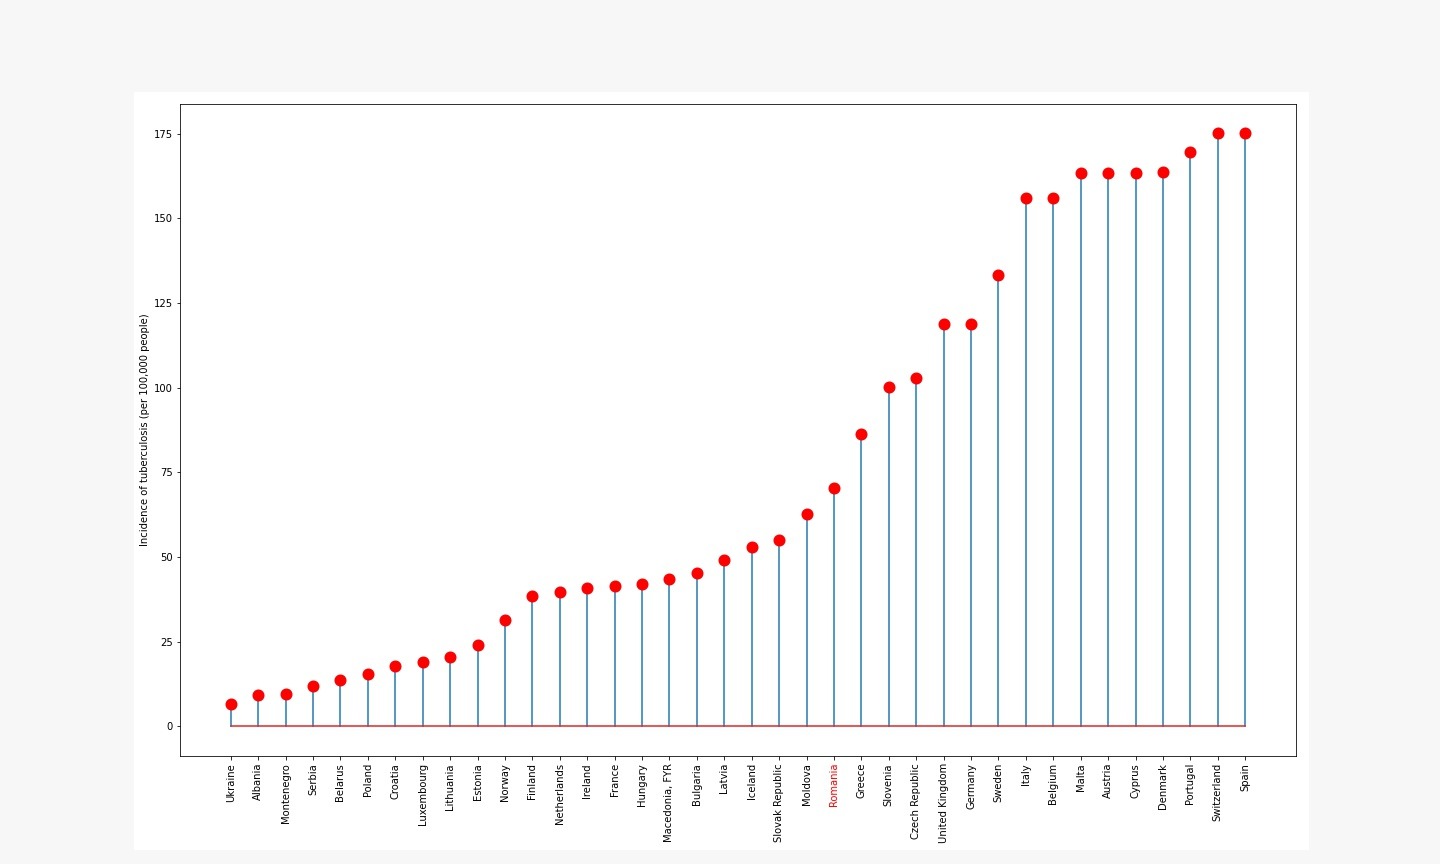 175
150
125
100
75
50
25
0
Incidence of tuberculosis (per 100,000 people)
Ukraine
Albania
Montenegro
Serbia
Belarus
Poland
Croatia
Luxembourg
Lithuania
Estonia
Norway
Finland
Netherlands
Ireland
France
Hungary
Macedonia, FYR
Bulgaria
Latvia
Iceland
Slovak Republic
Moldova
Romania
Greece
Slovenia
Czech Republic
United Kingdom
Germany
Sweden
Italy
Belgium
Malta
Austria
Cyprus
Denmark
Portugal
Switzerland
Spain